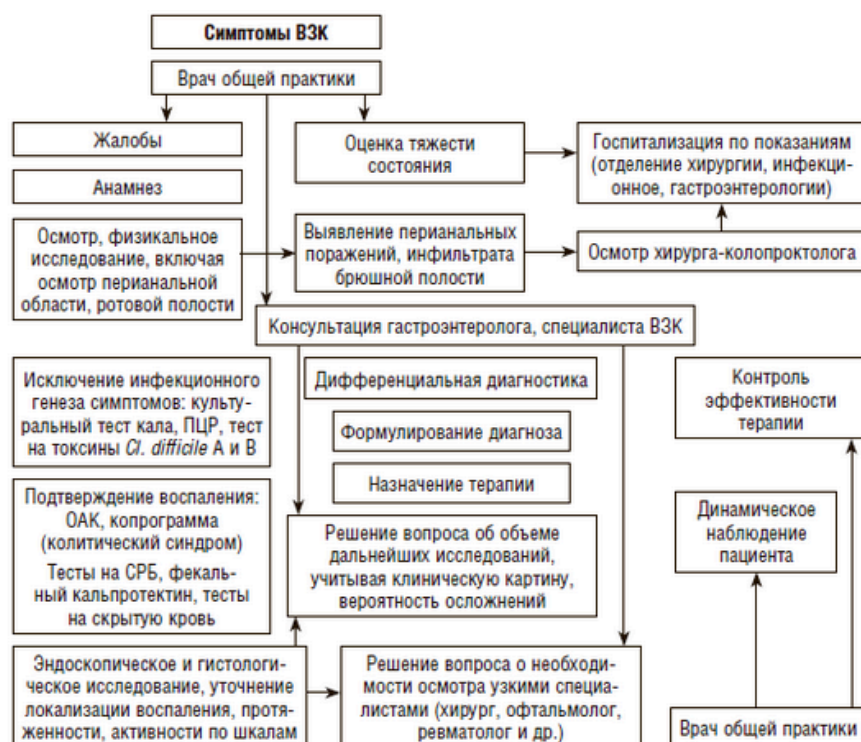 Симптомы ВЗК
Врач общей практики
Жалобы
Анамнез
Оценка тяжести
состояния
Госпитализация по показаниям
(отделение хирургии, инфекци-
онное, гастроэнтерологии)
Осмотр, физикальное
исследование, включая
осмотр перианальной
области, ротовой полости
Выявление перианальных
поражений, инфильтрата
брюшной полости
Осмотр хирурга-колопроктолога
Консультация гастроэнтеролога, специалиста ВЗК
Исключение инфекционного
генеза симптомов: культу-
ральный тест кала, ПЦР, тест
на токсины Cl. difficile А и В
Дифференциальная диагностика
Формулирование диагноза
Назначение терапии
Контроль
эффективности
терапии
Подтверждение воспаления:
ОАК, копрограмма
(колитический синдром)
Тесты на СРБ, фекаль-
ный кальпротектин, тесты
на скрытую кровь
Решение вопроса об объеме
дальнейших исследований,
учитывая клиническую картину,
вероятность осложнений
Динамическое
наблюдение
пациента
Эндоскопическое и гистологи-
ческое исследование, уточнение
локализации воспаления, протя-
женности, активности по шкалам
Решение вопроса о необходи-
мости осмотра узкими специа-
листами (хирург, офтальмолог,
ревматолог и др.)
Врач общей практики